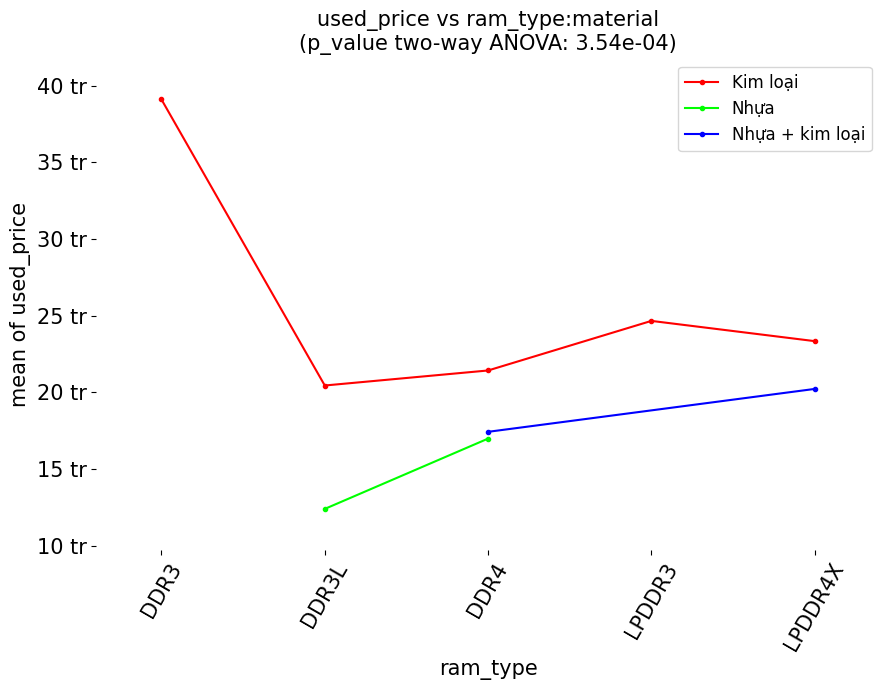 used_price vs ram_type:material
(p_value two-way ANOVA: 3.54e-04)
Kim loại
Nhựa
Nhựa + kim loại
mean of used_price
40 tr
35 tr
30 tr
25 tr
20 tr
15 tr
10 tr
DDR3
DDR3L
DDR4
LPDDR3
LPDDR4X
ram_type